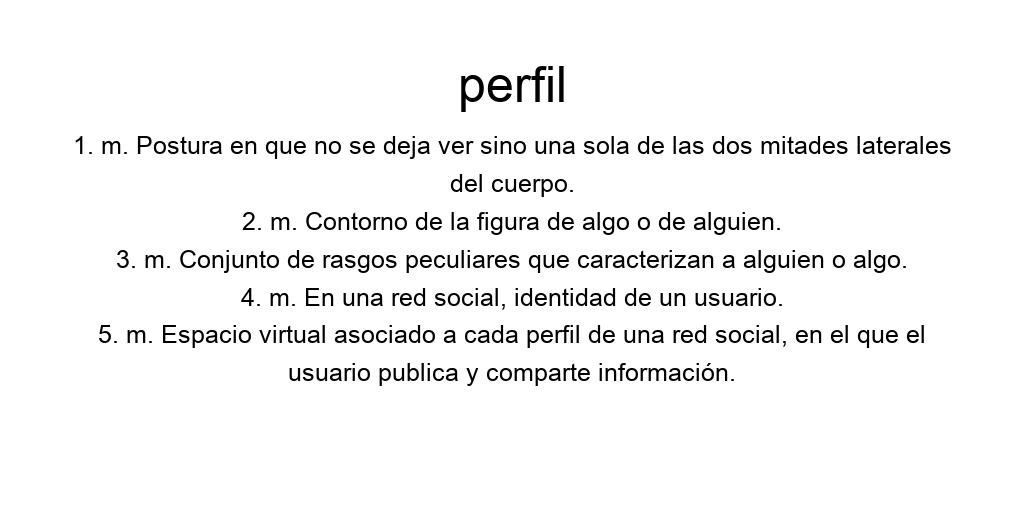 perfil
1. m. Postura en que no se deja ver sino una sola de las dos mitades laterales
del cuerpo.
2. m. Contorno de la figura de algo o de alguien.
3. m. Conjunto de rasgos peculiares que caracterizan a alguien o algo.
4. m. En una red social, identidad de un usuario.
5. m. Espacio virtual asociado a cada perfil de una red social, en el que el
usuario publica y comparte información.